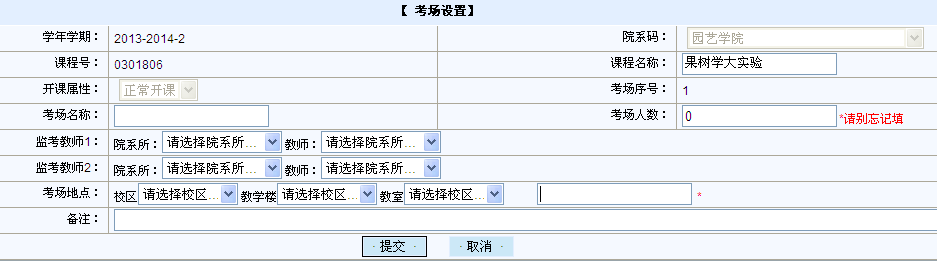 【 考场设置】
学年学期： 2013-2014-2 院系码： 园艺学院
课程号： 0301806 课程名称： 果树学大实验
开课属性： 正常开课 考场序号： 1
考场名称： 考场人数： 0 *请别忘记填
监考教师1： 院系所： 请选择院系所... 教师： 请选择院系所...
监考教师2： 院系所： 请选择院系所... 教师： 请选择院系所...
考场地点： 校区 请选择校区... 教学楼 请选择校区... 教室 请选择校区... *
备注：
· 提交 · · 取消 ·